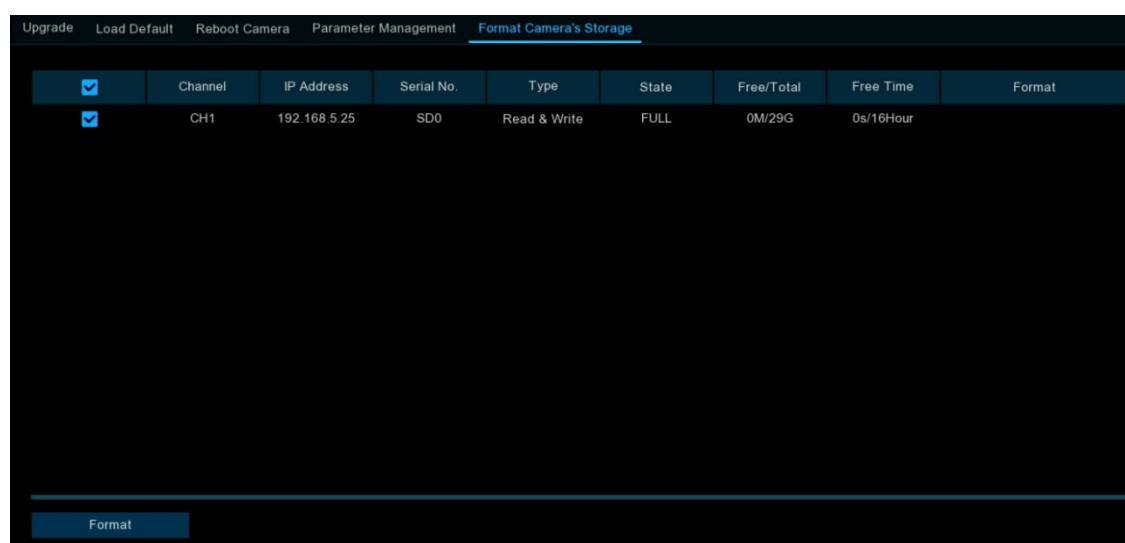 Upgrade Load Default Reboot Camera Parameter Management Format Camera's Storage
Channel IP Address Serial No. Type State Free/Total Free Time Format
CH1 192.168.5.25 SD0 Read & Write FULL 0M/29G 0s/16Hour
Format